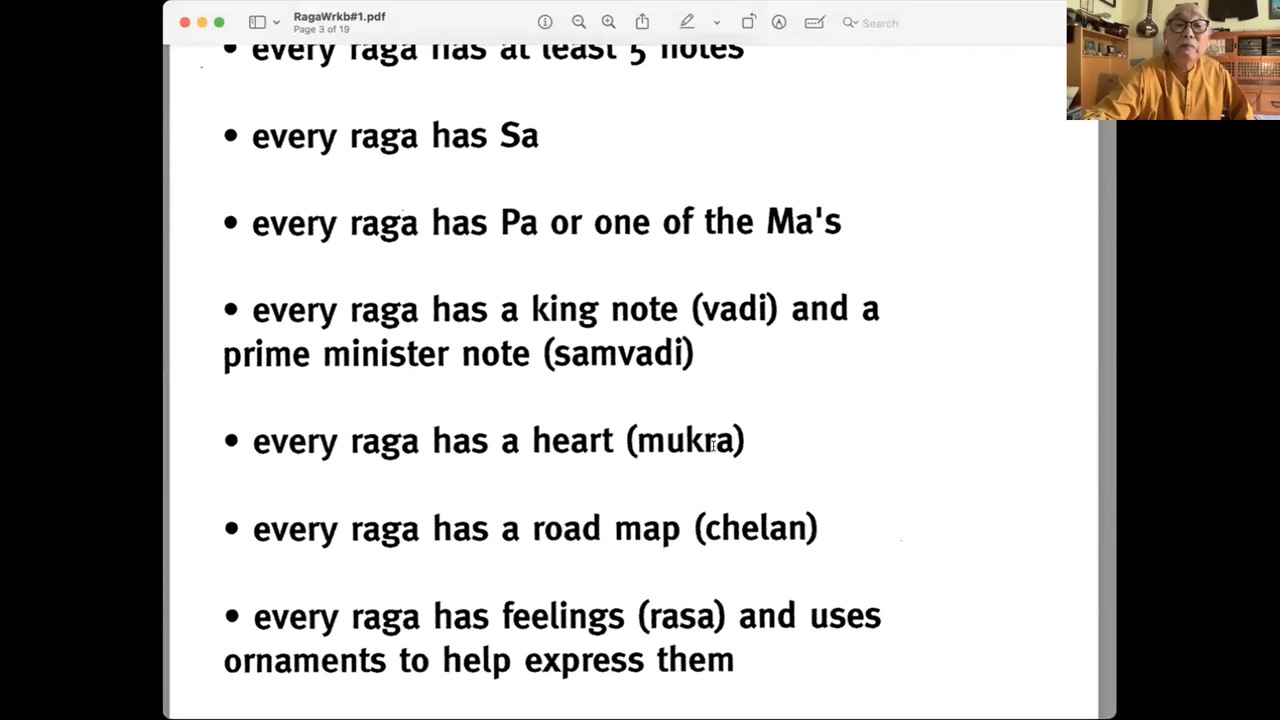 RagaWrkb#1.pdf
Page 3 of 19
Search
• every raga has at least 5 notes
• every raga has Sa
• every raga has Pa or one of the Ma's
• every raga has a king note (vadi) and a
prime minister note (samvadi)
• every raga has a heart (mukra)
• every raga has a road map (chelan)
• every raga has feelings (rasa) and uses
ornaments to help express them